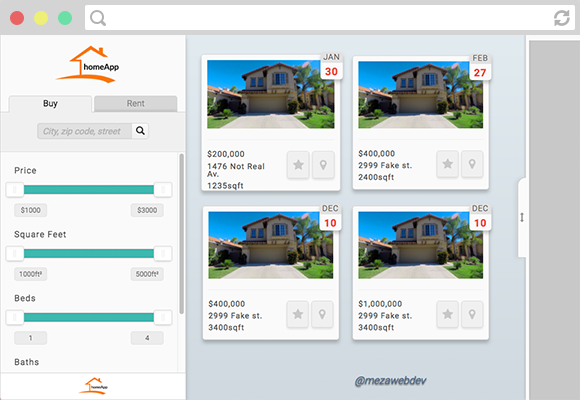 homeApp
Buy
Rent
City, zip code, street
Price
$1000
$3000
Square Feet
1000ft²
5000ft²
Beds
1
4
Baths
homeApp
JAN
30
$200,000
1476 Not Real
Av.
1235sqft
FEB
27
$400,000
2999 Fake st.
2400sqft
DEC
10
$400,000
2999 Fake st.
3400sqft
DEC
10
$1,000,000
2999 Fake st.
3400sqft
@mezawebdev